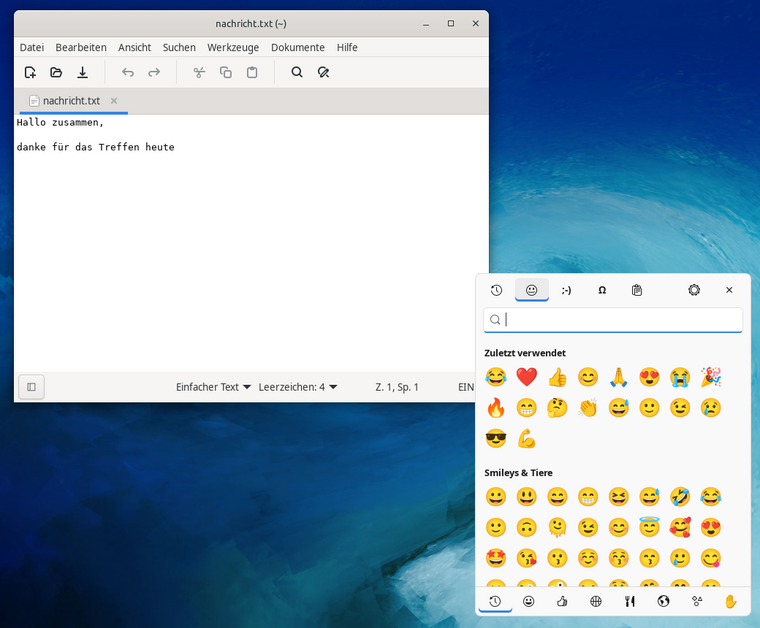 nachricht.txt (~)
Datei Bearbeiten Ansicht Suchen Werkzeuge Dokumente Hilfe
nachricht.txt
Hallo zusammen,
danke für das Treffen heute
Einfacher Text Leerzeichen: 4 Z. 1, Sp. 1 EIN
;-) Ω
Zuletzt verwendet
Smileys & Tiere